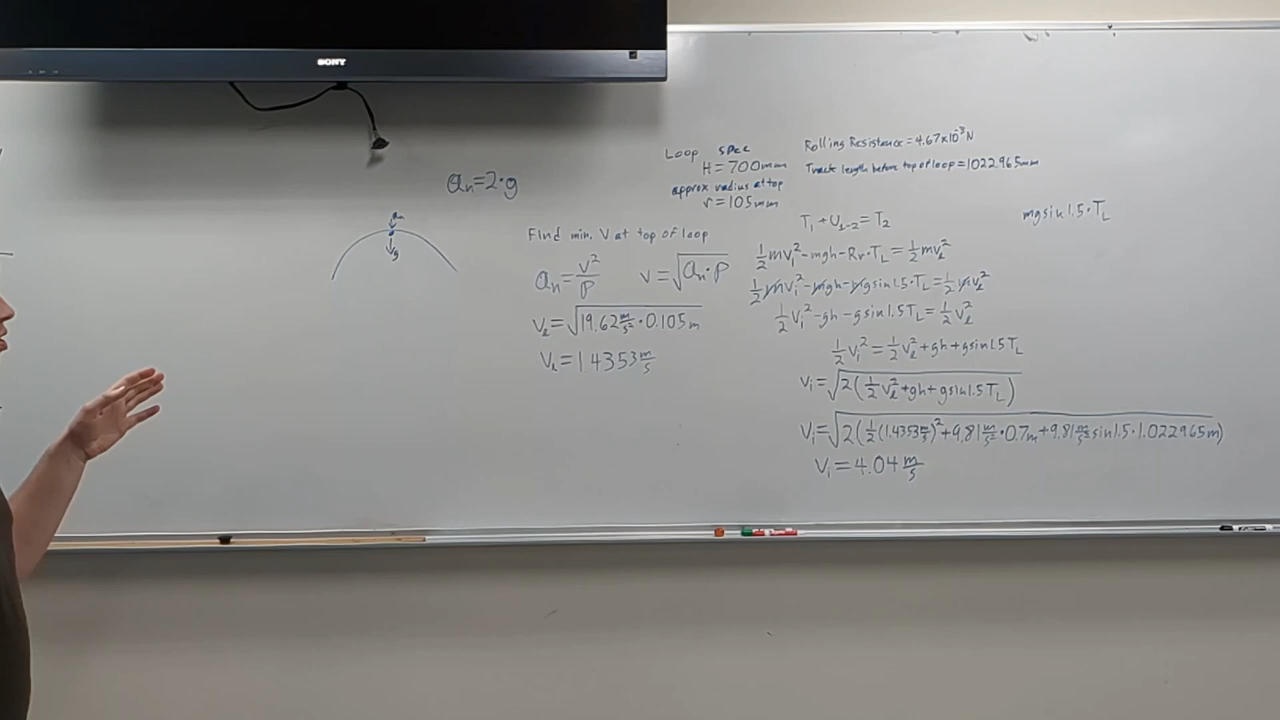 SONY
aₙ=2·g
aₙ
g
Loop spec
H=700mm
approx radius at top
r=105mm
Rolling Resistance=4.67x10⁻³N
Track length before top of loop=1022.965mm
Find min. V at top of loop
aₙ=v²/ρ v=√(aₙ·ρ)
V₂=√(19.62 m/s²·0.105m)
V₂=1.4353 m/s
T₁+U₁₋₂=T₂
mgsin1.5·T_L
½mv₁²-mgh-Rr·T_L=½mv₂²
½mv₁²-mgh-mgsin1.5·T_L=½mv₂²
½v₁²-gh-gsin1.5T_L=½v₂²
½v₁²=½v₂²+gh+gsin1.5T_L
V₁=√(2(½v₂²+gh+gsin1.5T_L))
V₁=√(2(½(1.4353 m/s)²+9.81 m/s²·0.7m+9.81 m/s² sin1.5·1.022965m))
V₁=4.04 m/s